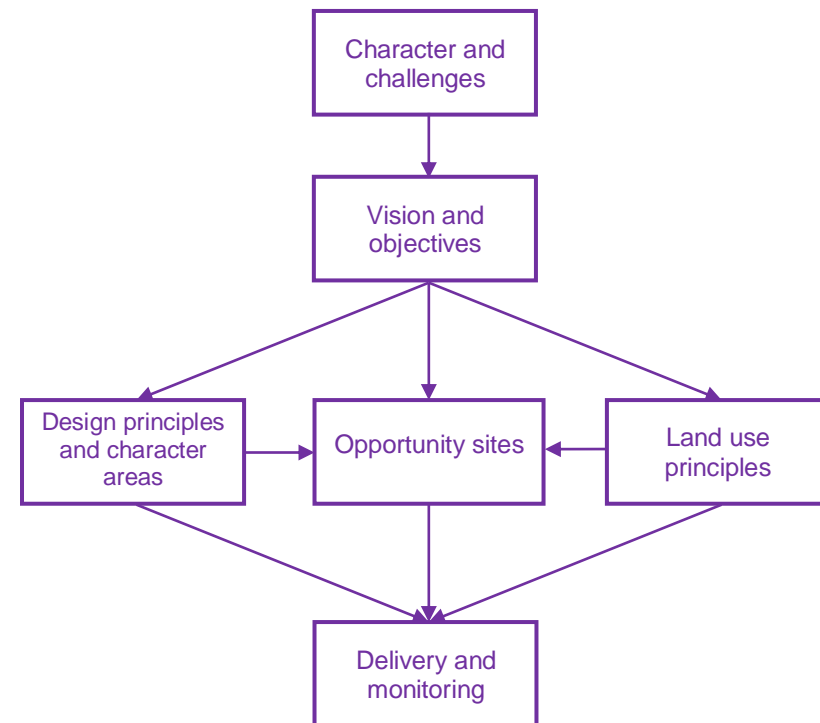 Character and
challenges
Vision and
objectives
Design principles
and character
areas
Opportunity sites
Land use
principles
Delivery and
monitoring